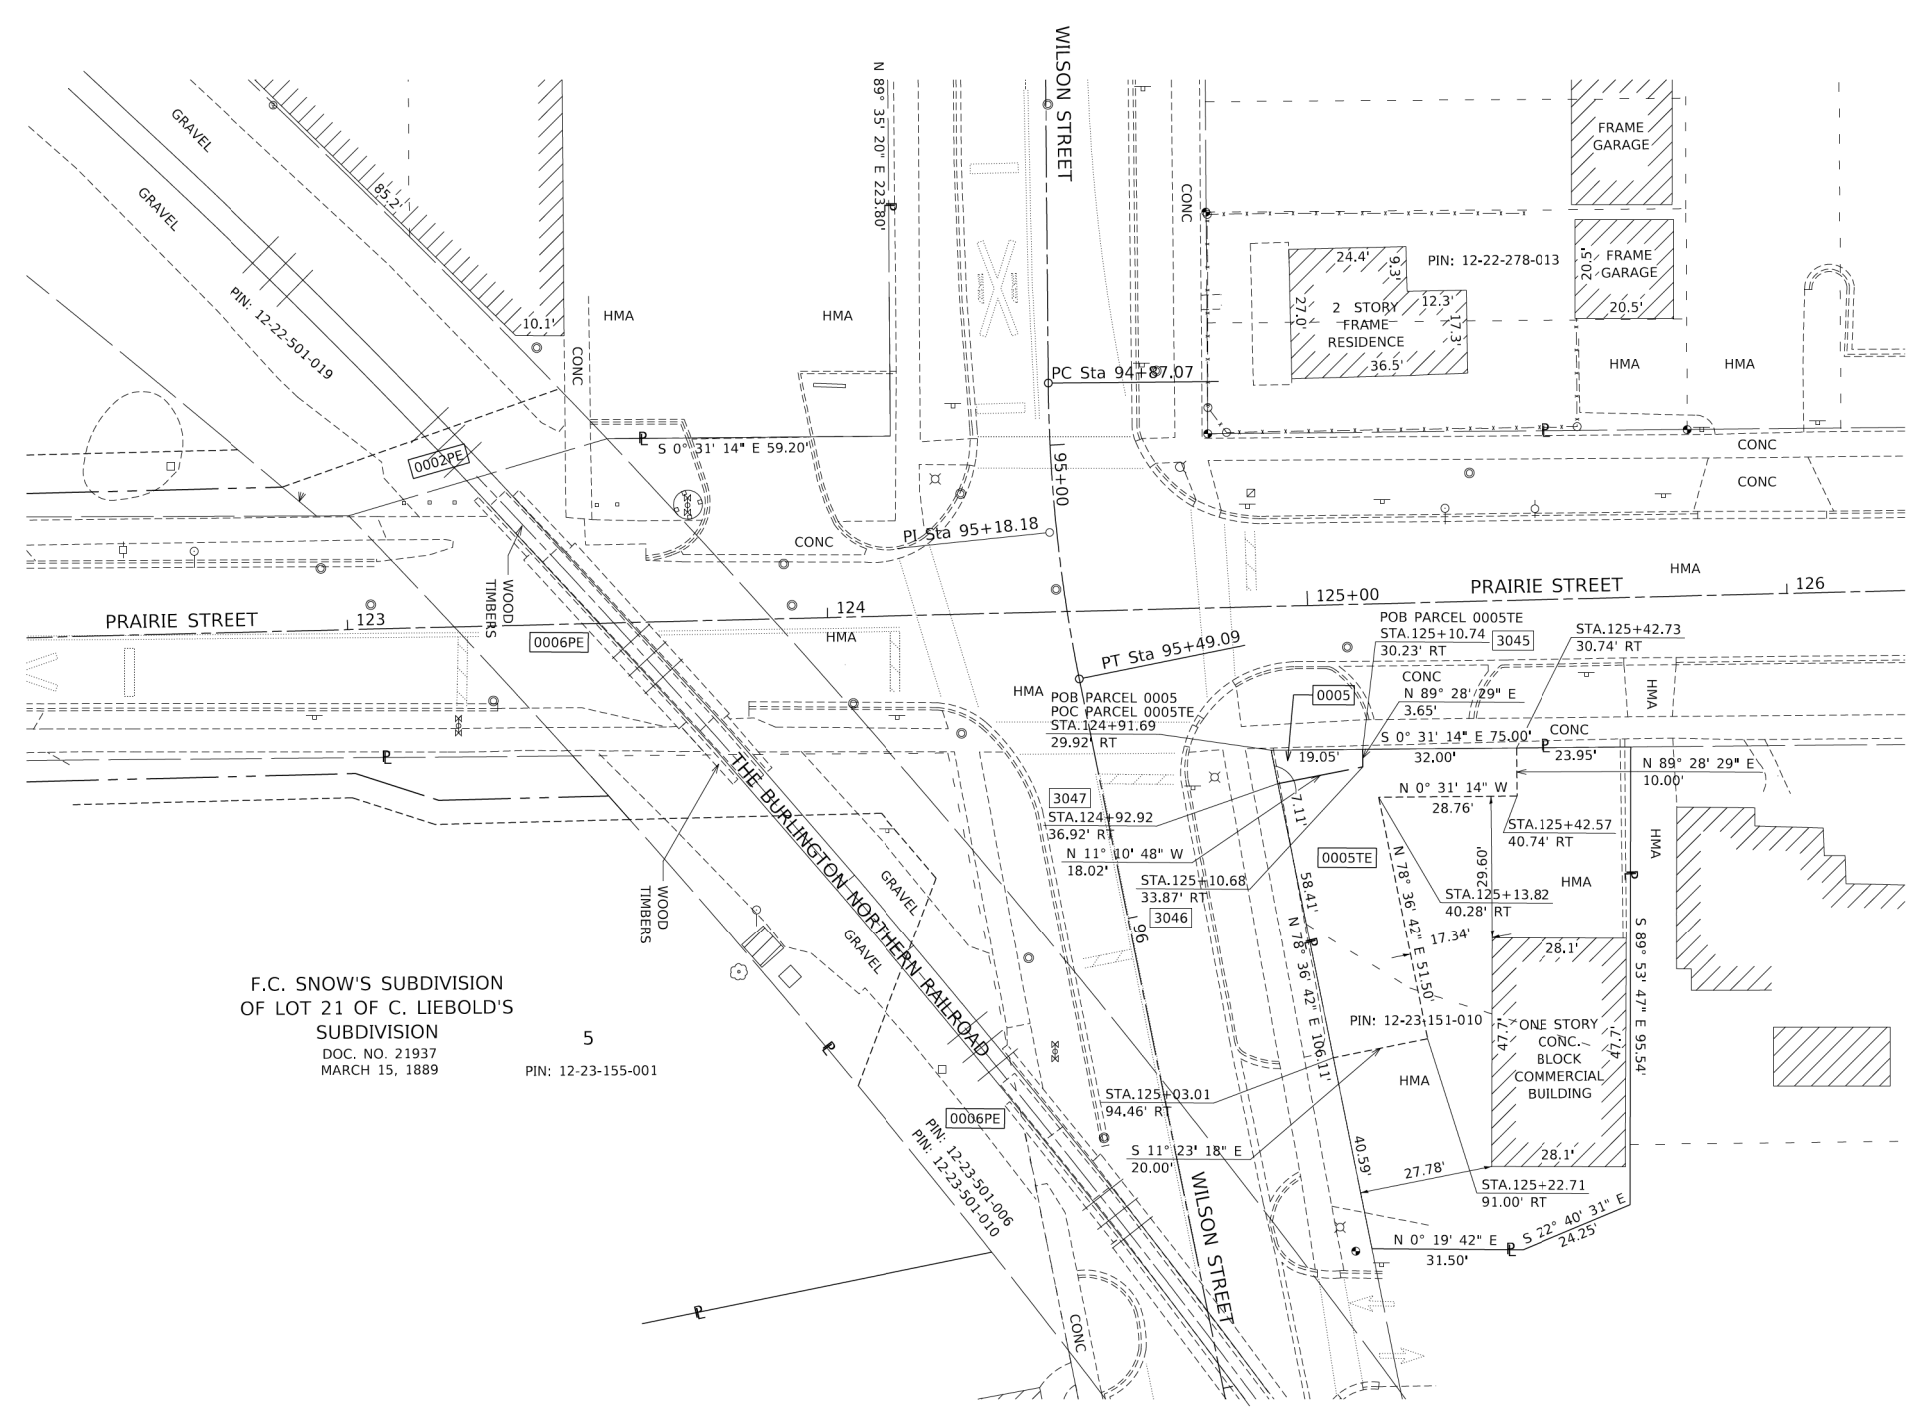 WILSON STREET
N 89° 35' 20" E 223.80'
GRAVEL
GRAVEL
85.2'
PIN: 12-22-501-019
10.1'
HMA
HMA
CONC
CONC
FRAME
GARAGE
FRAME
GARAGE
20.5'
20.5'
PIN: 12-22-278-013
24.4'
9.3'
12.3'
27.0'
17.3'
2 STORY
FRAME
RESIDENCE
36.5'
HMA
HMA
PC Sta 94+87.07
0002PE
S 0° 31' 14" E 59.20'
95+00
CONC
CONC
PI Sta 95+18.18
CONC
WOOD
TIMBERS
PRAIRIE STREET
123
124
0006PE
HMA
125+00
PRAIRIE STREET
HMA
126
PT Sta 95+49.09
POB PARCEL 0005TE
STA.125+10.74
30.23' RT
3045
STA.125+42.73
30.74' RT
HMA
POB PARCEL 0005
POC PARCEL 0005TE
STA.124+91.69
29.92' RT
0005
CONC
N 89° 28' 29" E
3.65'
HMA
S 0° 31' 14" E 75.00'
CONC
19.05'
32.00'
23.95'
N 89° 28' 29" E
10.00'
N 0° 31' 14" W
28.76'
3047
STA.124+92.92
36.92' RT
7.11'
N 11° 10' 48" W
18.02'
STA.125+10.68
33.87' RT
3046
96
0005TE
STA.125+42.57
40.74' RT
HMA
29.60'
HMA
STA.125+13.82
40.28' RT
17.34'
58.41'
N 78° 36' 42" E 106.11'
N 78° 36' 42" E 51.50'
28.1'
S 89° 53' 47" E 95.54'
THE BURLINGTON NORTHERN RAILROAD
GRAVEL
GRAVEL
WOOD
TIMBERS
F.C. SNOW'S SUBDIVISION
OF LOT 21 OF C. LIEBOLD'S
SUBDIVISION
DOC. NO. 21937
MARCH 15, 1889
5
PIN: 12-23-155-001
PIN: 12-23-151-010
47.7'
47.7'
ONE STORY
CONC.
BLOCK
COMMERCIAL
BUILDING
28.1'
HMA
STA.125+03.01
94.46' RT
S 11° 23' 18" E
20.00'
0006PE
PIN: 12-23-501-006
PIN: 12-23-501-010
40.59'
27.78'
STA.125+22.71
91.00' RT
WILSON STREET
N 0° 19' 42" E
31.50'
S 22° 40' 31" E
24.25'
CONC